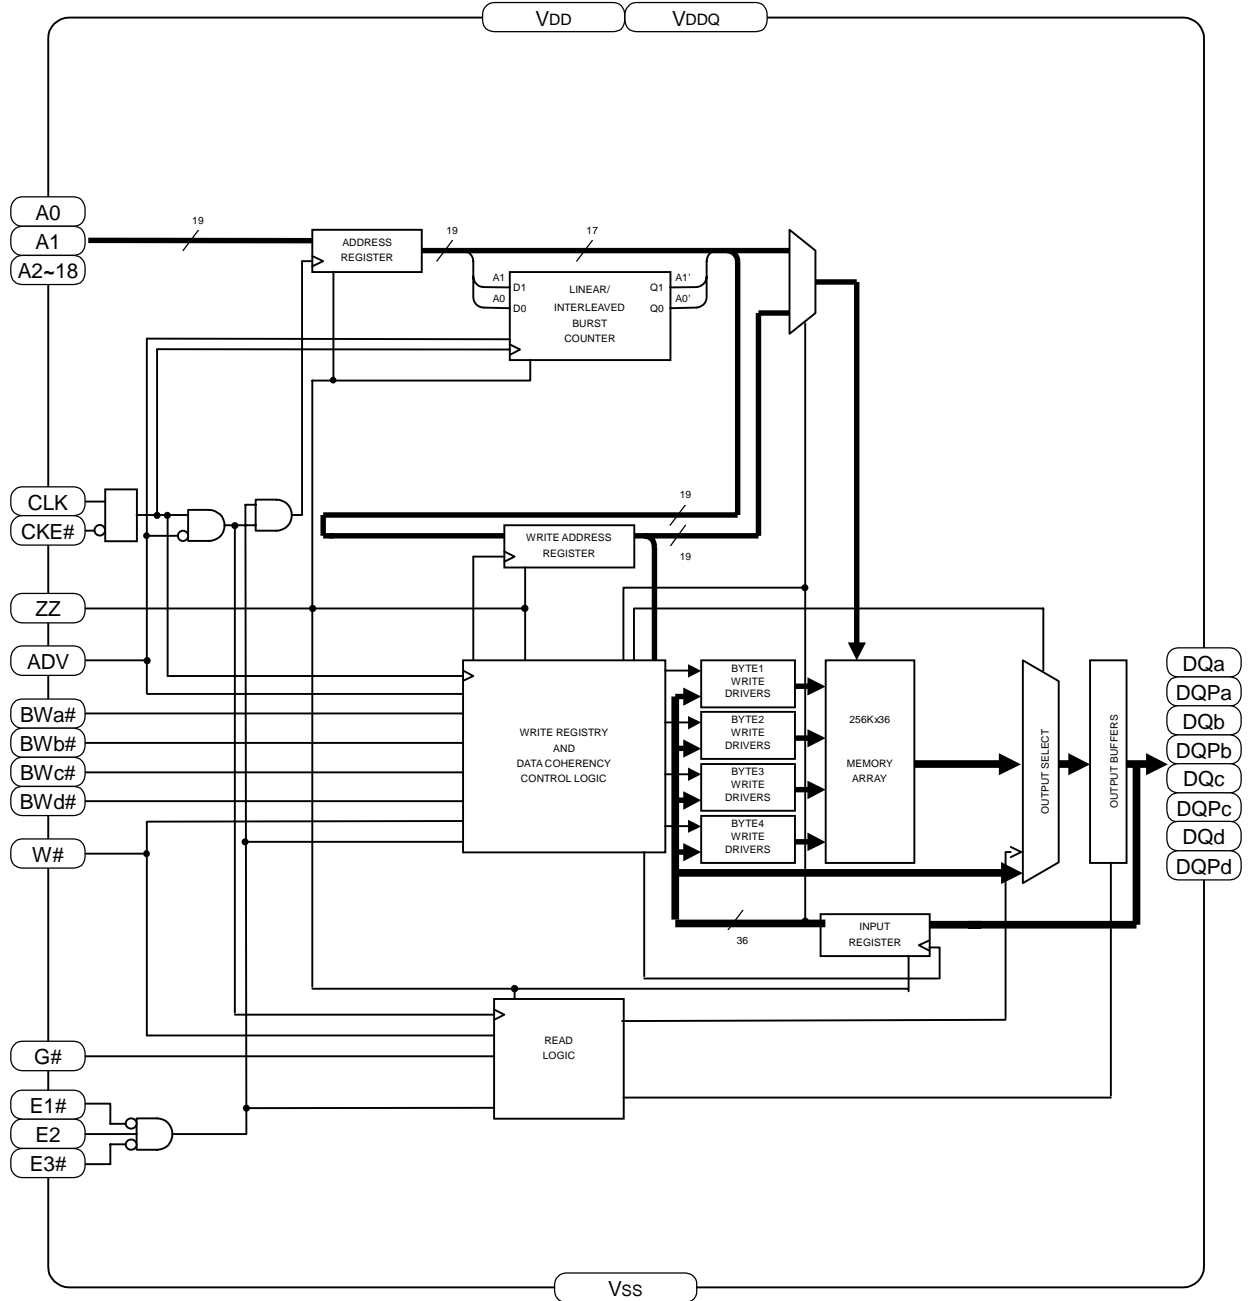 VDD VDDQ
A0
A1
A2~18
19
ADDRESS
REGISTER
19
17
A1
A0
D1
D0
LINEAR/
INTERLEAVED
BURST
COUNTER
Q1
Q0
A1'
A0'
CLK
CKE#
19
19
WRITE ADDRESS
REGISTER
ZZ
ADV
BWa#
BWb#
BWc#
BWd#
W#
WRITE REGISTRY
AND
DATA COHERENCY
CONTROL LOGIC
BYTE1
WRITE
DRIVERS
BYTE2
WRITE
DRIVERS
BYTE3
WRITE
DRIVERS
BYTE4
WRITE
DRIVERS
256Kx36
MEMORY
ARRAY
OUTPUT SELECT
OUTPUT BUFFERS
DQa
DQPa
DQb
DQPb
DQc
DQPc
DQd
DQPd
36
INPUT
REGISTER
READ
LOGIC
G#
E1#
E2
E3#
VSS